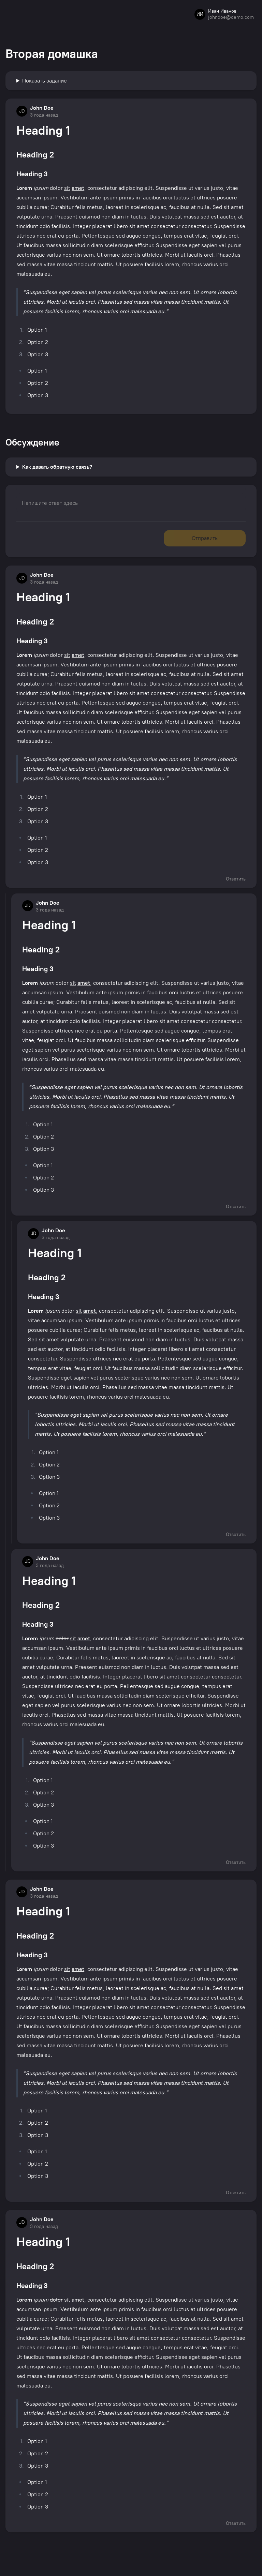 ИИ
Иван Иванов
johndoe@demo.com
Вторая домашка
▶ Показать задание
JD
John Doe
3 года назад
Heading 1
Heading 2
Heading 3
Lorem ipsum dolor sit amet, consectetur adipiscing elit. Suspendisse ut varius justo, vitae
accumsan ipsum. Vestibulum ante ipsum primis in faucibus orci luctus et ultrices posuere
cubilia curae; Curabitur felis metus, laoreet in scelerisque ac, faucibus at nulla. Sed sit amet
vulputate urna. Praesent euismod non diam in luctus. Duis volutpat massa sed est auctor, at
tincidunt odio facilisis. Integer placerat libero sit amet consectetur consectetur. Suspendisse
ultrices nec erat eu porta. Pellentesque sed augue congue, tempus erat vitae, feugiat orci.
Ut faucibus massa sollicitudin diam scelerisque efficitur. Suspendisse eget sapien vel purus
scelerisque varius nec non sem. Ut ornare lobortis ultricies. Morbi ut iaculis orci. Phasellus
sed massa vitae massa tincidunt mattis. Ut posuere facilisis lorem, rhoncus varius orci
malesuada eu.
"Suspendisse eget sapien vel purus scelerisque varius nec non sem. Ut ornare lobortis
ultricies. Morbi ut iaculis orci. Phasellus sed massa vitae massa tincidunt mattis. Ut
posuere facilisis lorem, rhoncus varius orci malesuada eu."
1. Option 1
2. Option 2
3. Option 3
• Option 1
• Option 2
• Option 3
Обсуждение
▶ Как давать обратную связь?
Напишите ответ здесь
Отправить
JD
John Doe
3 года назад
Heading 1
Heading 2
Heading 3
Lorem ipsum dolor sit amet, consectetur adipiscing elit. Suspendisse ut varius justo, vitae
accumsan ipsum. Vestibulum ante ipsum primis in faucibus orci luctus et ultrices posuere
cubilia curae; Curabitur felis metus, laoreet in scelerisque ac, faucibus at nulla. Sed sit amet
vulputate urna. Praesent euismod non diam in luctus. Duis volutpat massa sed est auctor, at
tincidunt odio facilisis. Integer placerat libero sit amet consectetur consectetur. Suspendisse
ultrices nec erat eu porta. Pellentesque sed augue congue, tempus erat vitae, feugiat orci.
Ut faucibus massa sollicitudin diam scelerisque efficitur. Suspendisse eget sapien vel purus
scelerisque varius nec non sem. Ut ornare lobortis ultricies. Morbi ut iaculis orci. Phasellus
sed massa vitae massa tincidunt mattis. Ut posuere facilisis lorem, rhoncus varius orci
malesuada eu.
"Suspendisse eget sapien vel purus scelerisque varius nec non sem. Ut ornare lobortis
ultricies. Morbi ut iaculis orci. Phasellus sed massa vitae massa tincidunt mattis. Ut
posuere facilisis lorem, rhoncus varius orci malesuada eu."
1. Option 1
2. Option 2
3. Option 3
• Option 1
• Option 2
• Option 3
Ответить
JD
John Doe
3 года назад
Heading 1
Heading 2
Heading 3
Lorem ipsum dolor sit amet, consectetur adipiscing elit. Suspendisse ut varius justo, vitae
accumsan ipsum. Vestibulum ante ipsum primis in faucibus orci luctus et ultrices posuere
cubilia curae; Curabitur felis metus, laoreet in scelerisque ac, faucibus at nulla. Sed sit
amet vulputate urna. Praesent euismod non diam in luctus. Duis volutpat massa sed est
auctor, at tincidunt odio facilisis. Integer placerat libero sit amet consectetur consectetur.
Suspendisse ultrices nec erat eu porta. Pellentesque sed augue congue, tempus erat
vitae, feugiat orci. Ut faucibus massa sollicitudin diam scelerisque efficitur. Suspendisse
eget sapien vel purus scelerisque varius nec non sem. Ut ornare lobortis ultricies. Morbi ut
iaculis orci. Phasellus sed massa vitae massa tincidunt mattis. Ut posuere facilisis lorem,
rhoncus varius orci malesuada eu.
"Suspendisse eget sapien vel purus scelerisque varius nec non sem. Ut ornare lobortis
ultricies. Morbi ut iaculis orci. Phasellus sed massa vitae massa tincidunt mattis. Ut
posuere facilisis lorem, rhoncus varius orci malesuada eu."
1. Option 1
2. Option 2
3. Option 3
• Option 1
• Option 2
• Option 3
Ответить
JD
John Doe
3 года назад
Heading 1
Heading 2
Heading 3
Lorem ipsum dolor sit amet, consectetur adipiscing elit. Suspendisse ut varius justo,
vitae accumsan ipsum. Vestibulum ante ipsum primis in faucibus orci luctus et ultrices
posuere cubilia curae; Curabitur felis metus, laoreet in scelerisque ac, faucibus at nulla.
Sed sit amet vulputate urna. Praesent euismod non diam in luctus. Duis volutpat massa
sed est auctor, at tincidunt odio facilisis. Integer placerat libero sit amet consectetur
consectetur. Suspendisse ultrices nec erat eu porta. Pellentesque sed augue congue,
tempus erat vitae, feugiat orci. Ut faucibus massa sollicitudin diam scelerisque efficitur.
Suspendisse eget sapien vel purus scelerisque varius nec non sem. Ut ornare lobortis
ultricies. Morbi ut iaculis orci. Phasellus sed massa vitae massa tincidunt mattis. Ut
posuere facilisis lorem, rhoncus varius orci malesuada eu.
"Suspendisse eget sapien vel purus scelerisque varius nec non sem. Ut ornare
lobortis ultricies. Morbi ut iaculis orci. Phasellus sed massa vitae massa tincidunt
mattis. Ut posuere facilisis lorem, rhoncus varius orci malesuada eu."
1. Option 1
2. Option 2
3. Option 3
• Option 1
• Option 2
• Option 3
Ответить
JD
John Doe
3 года назад
Heading 1
Heading 2
Heading 3
Lorem ipsum dolor sit amet, consectetur adipiscing elit. Suspendisse ut varius justo, vitae
accumsan ipsum. Vestibulum ante ipsum primis in faucibus orci luctus et ultrices posuere
cubilia curae; Curabitur felis metus, laoreet in scelerisque ac, faucibus at nulla. Sed sit
amet vulputate urna. Praesent euismod non diam in luctus. Duis volutpat massa sed est
auctor, at tincidunt odio facilisis. Integer placerat libero sit amet consectetur consectetur.
Suspendisse ultrices nec erat eu porta. Pellentesque sed augue congue, tempus erat
vitae, feugiat orci. Ut faucibus massa sollicitudin diam scelerisque efficitur. Suspendisse
eget sapien vel purus scelerisque varius nec non sem. Ut ornare lobortis ultricies. Morbi ut
iaculis orci. Phasellus sed massa vitae massa tincidunt mattis. Ut posuere facilisis lorem,
rhoncus varius orci malesuada eu.
"Suspendisse eget sapien vel purus scelerisque varius nec non sem. Ut ornare lobortis
ultricies. Morbi ut iaculis orci. Phasellus sed massa vitae massa tincidunt mattis. Ut
posuere facilisis lorem, rhoncus varius orci malesuada eu."
1. Option 1
2. Option 2
3. Option 3
• Option 1
• Option 2
• Option 3
Ответить
JD
John Doe
3 года назад
Heading 1
Heading 2
Heading 3
Lorem ipsum dolor sit amet, consectetur adipiscing elit. Suspendisse ut varius justo, vitae
accumsan ipsum. Vestibulum ante ipsum primis in faucibus orci luctus et ultrices posuere
cubilia curae; Curabitur felis metus, laoreet in scelerisque ac, faucibus at nulla. Sed sit amet
vulputate urna. Praesent euismod non diam in luctus. Duis volutpat massa sed est auctor, at
tincidunt odio facilisis. Integer placerat libero sit amet consectetur consectetur. Suspendisse
ultrices nec erat eu porta. Pellentesque sed augue congue, tempus erat vitae, feugiat orci.
Ut faucibus massa sollicitudin diam scelerisque efficitur. Suspendisse eget sapien vel purus
scelerisque varius nec non sem. Ut ornare lobortis ultricies. Morbi ut iaculis orci. Phasellus
sed massa vitae massa tincidunt mattis. Ut posuere facilisis lorem, rhoncus varius orci
malesuada eu.
"Suspendisse eget sapien vel purus scelerisque varius nec non sem. Ut ornare lobortis
ultricies. Morbi ut iaculis orci. Phasellus sed massa vitae massa tincidunt mattis. Ut
posuere facilisis lorem, rhoncus varius orci malesuada eu."
1. Option 1
2. Option 2
3. Option 3
• Option 1
• Option 2
• Option 3
Ответить
JD
John Doe
3 года назад
Heading 1
Heading 2
Heading 3
Lorem ipsum dolor sit amet, consectetur adipiscing elit. Suspendisse ut varius justo, vitae
accumsan ipsum. Vestibulum ante ipsum primis in faucibus orci luctus et ultrices posuere
cubilia curae; Curabitur felis metus, laoreet in scelerisque ac, faucibus at nulla. Sed sit amet
vulputate urna. Praesent euismod non diam in luctus. Duis volutpat massa sed est auctor, at
tincidunt odio facilisis. Integer placerat libero sit amet consectetur consectetur. Suspendisse
ultrices nec erat eu porta. Pellentesque sed augue congue, tempus erat vitae, feugiat orci.
Ut faucibus massa sollicitudin diam scelerisque efficitur. Suspendisse eget sapien vel purus
scelerisque varius nec non sem. Ut ornare lobortis ultricies. Morbi ut iaculis orci. Phasellus
sed massa vitae massa tincidunt mattis. Ut posuere facilisis lorem, rhoncus varius orci
malesuada eu.
"Suspendisse eget sapien vel purus scelerisque varius nec non sem. Ut ornare lobortis
ultricies. Morbi ut iaculis orci. Phasellus sed massa vitae massa tincidunt mattis. Ut
posuere facilisis lorem, rhoncus varius orci malesuada eu."
1. Option 1
2. Option 2
3. Option 3
• Option 1
• Option 2
• Option 3
Ответить